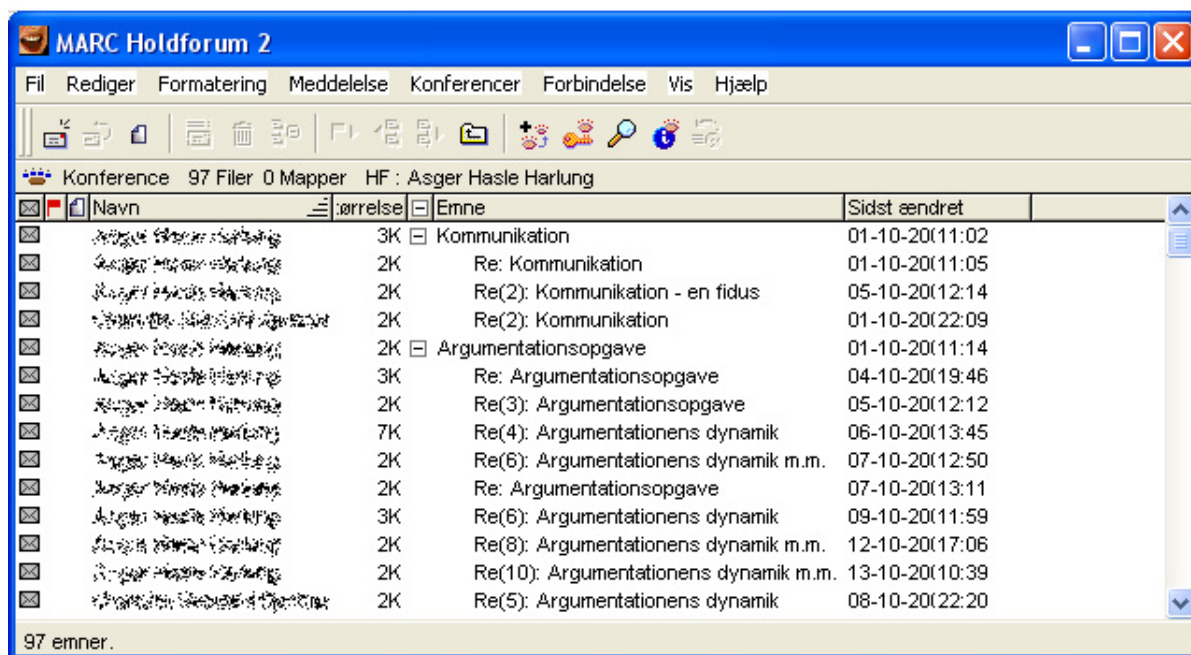 MARC Holdforum 2
Fil Rediger Formatering Meddelelse Konferencer Forbindelse Vis Hjælp
Konference 97 Filer 0 Mapper HF : Asger Hasle Harlung
Navn :ørrelse Emne Sidst ændret
3K Kommunikation 01-10-20(11:02
2K Re: Kommunikation 01-10-20(11:05
2K Re(2): Kommunikation - en fidus 05-10-20(12:14
2K Re(2): Kommunikation 01-10-20(22:09
2K Argumentationsopgave 01-10-20(11:14
3K Re: Argumentationsopgave 04-10-20(19:46
2K Re(3): Argumentationsopgave 05-10-20(12:12
7K Re(4): Argumentationens dynamik 06-10-20(13:45
2K Re(6): Argumentationens dynamik m.m. 07-10-20(12:50
2K Re: Argumentationsopgave 07-10-20(13:11
3K Re(6): Argumentationens dynamik 09-10-20(11:59
2K Re(8): Argumentationens dynamik m.m. 12-10-20(17:06
2K Re(10): Argumentationens dynamik m.m. 13-10-20(10:39
2K Re(5): Argumentationens dynamik 08-10-20(22:20
97 emner.